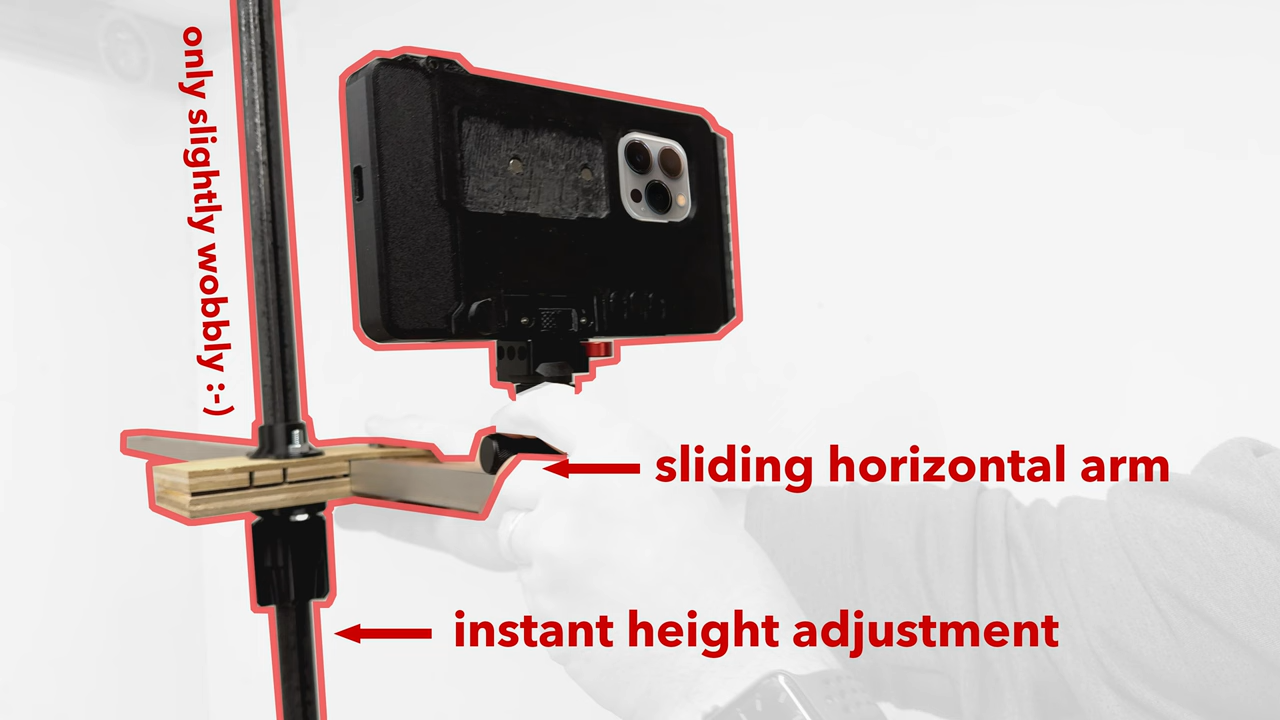 only slightly wobbly :-)
sliding horizontal arm
instant height adjustment